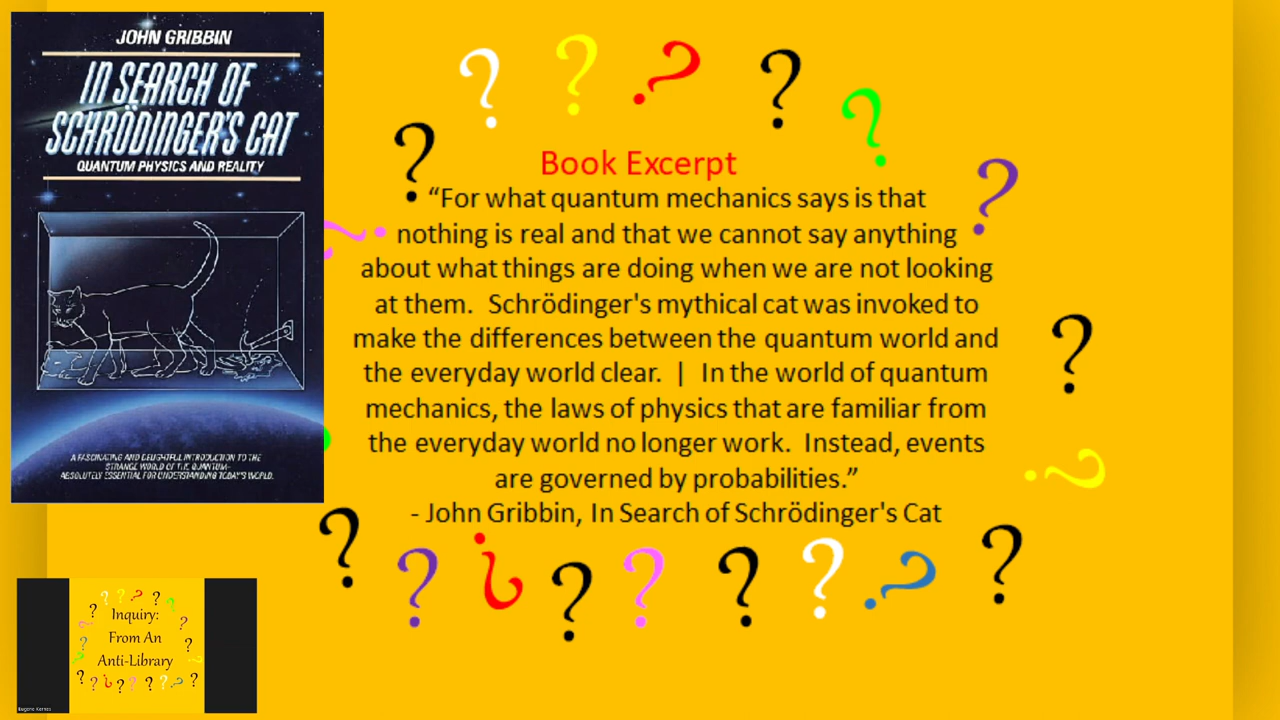 JOHN GRIBBIN
IN SEARCH OF
SCHRÖDINGER'S CAT
QUANTUM PHYSICS AND REALITY
A FASCINATING AND DELIGHTFUL INTRODUCTION TO THE
STRANGE WORLD OF THE QUANTUM-
ABSOLUTELY ESSENTIAL FOR UNDERSTANDING TODAY'S WORLD.
Book Excerpt
“For what quantum mechanics says is that
nothing is real and that we cannot say anything
about what things are doing when we are not looking
at them.  Schrödinger's mythical cat was invoked to
make the differences between the quantum world and
the everyday world clear.  |  In the world of quantum
mechanics, the laws of physics that are familiar from
the everyday world no longer work.  Instead, events
are governed by probabilities.”
- John Gribbin, In Search of Schrödinger's Cat
Inquiry:
From An
Anti-Library
Eugene Kernes